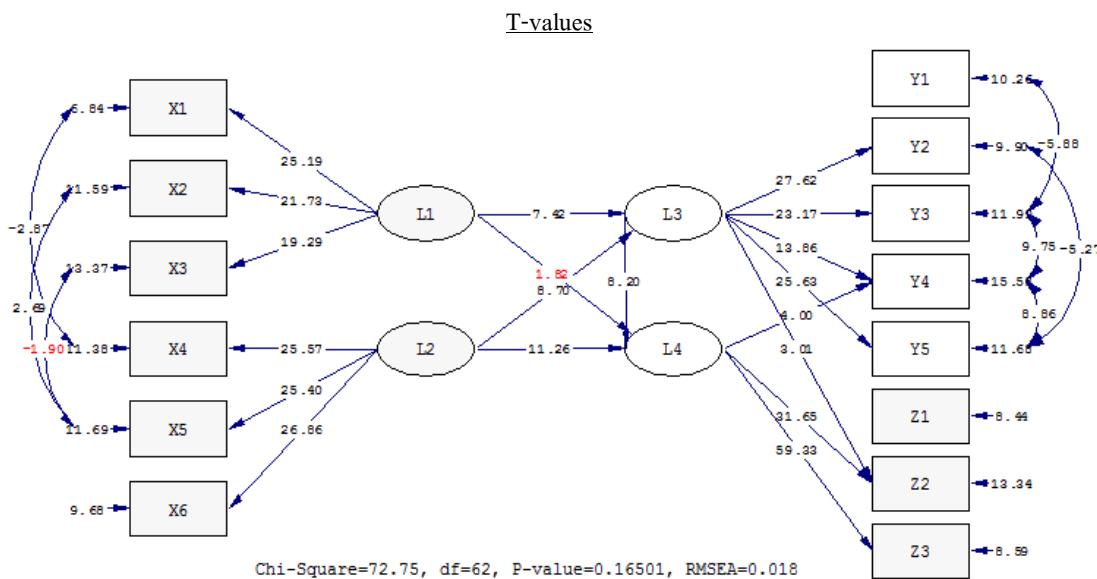 T-values
10.26
Y1
6.84
X1
-5.88
9.90
Y2
25.19
27.62
11.59
X2
21.73
L1
7.42
L3
23.17
Y3
11.99
-2.87
19.29
13.86
9.75
-5.27
13.37
X3
1.82
8.70
8.20
25.63
Y4
15.58
2.69
4.00
8.86
-1.90
11.38
X4
25.57
L2
11.26
L4
3.01
Y5
11.68
25.40
31.65
Z1
8.44
11.69
X5
26.86
59.33
Z2
13.34
9.68
X6
Z3
8.59
Chi-Square=72.75, df=62, P-value=0.16501, RMSEA=0.018